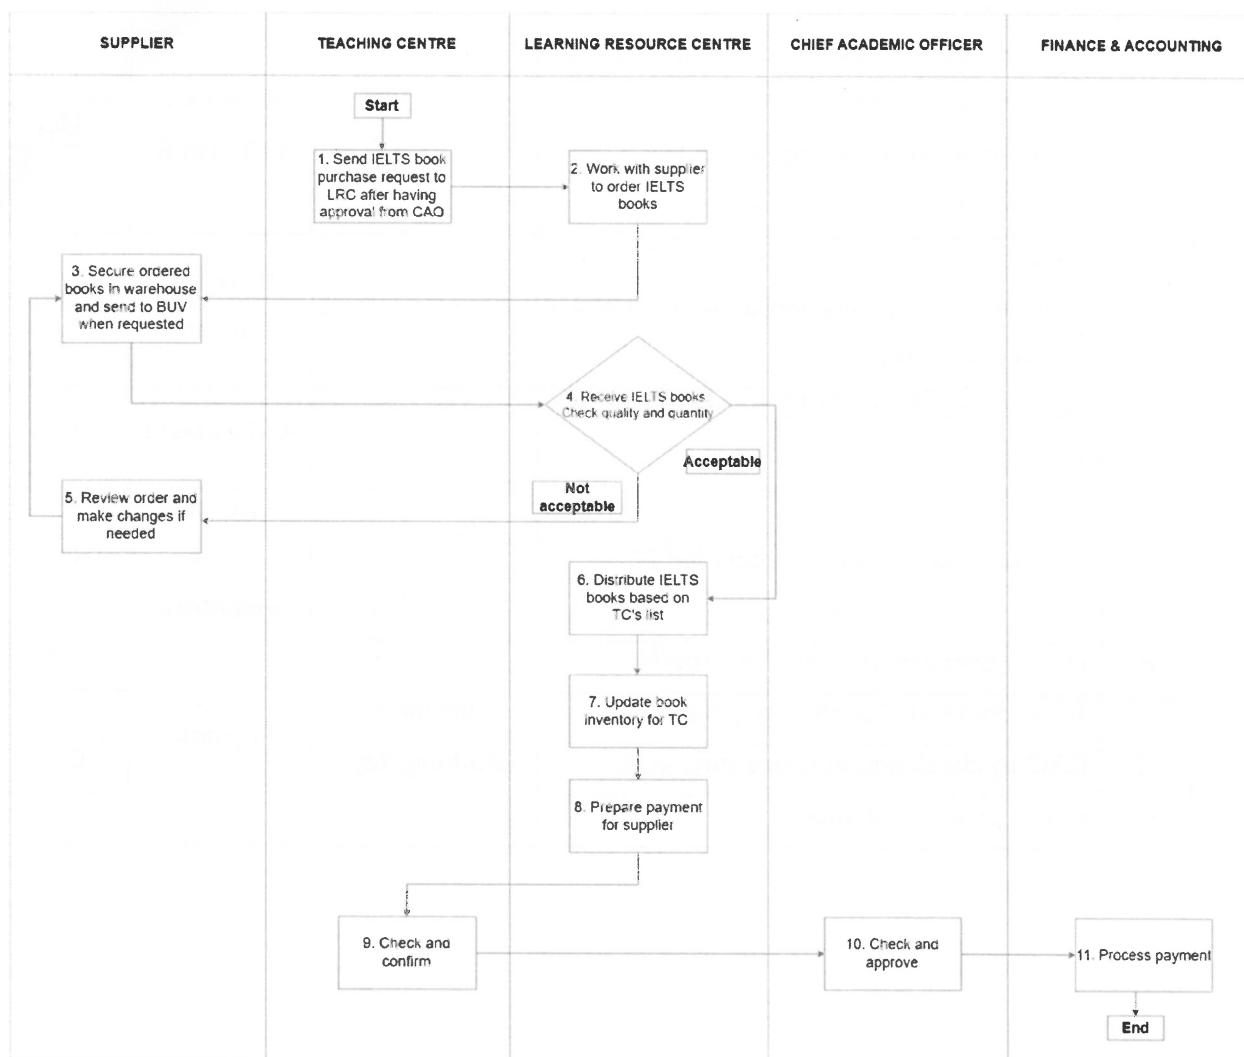 SUPPLIER
TEACHING CENTRE
LEARNING RESOURCE CENTRE
CHIEF ACADEMIC OFFICER
FINANCE & ACCOUNTING
Start
1. Send IELTS book
purchase request to
LRC after having
approval from CAO
2. Work with supplier
to order IELTS
books
3. Secure ordered
books in warehouse
and send to BUV
when requested
4. Receive IELTS books
Check quality and quantity
Acceptable
Not
acceptable
5. Review order and
make changes if
needed
6. Distribute IELTS
books based on
TC's list
7. Update book
inventory for TC
8. Prepare payment
for supplier
9. Check and
confirm
10. Check and
approve
11. Process payment
End